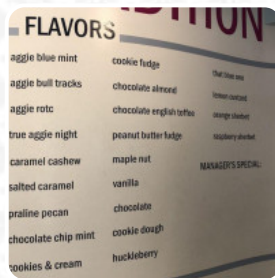 DITION
FLAVORS
aggie blue mint
aggie bull tracks
aggie rotc
true aggie night
caramel cashew
salted caramel
praline pecan
chocolate chip mint
cookies & cream
cookie fudge
chocolate almond
chocolate english toffee
peanut butter fudge
maple nut
vanilla
chocolate
cookie dough
huckleberry
lemon custard
orange sherbet
raspberry sherbet
MANAGER'S SPECIAL: